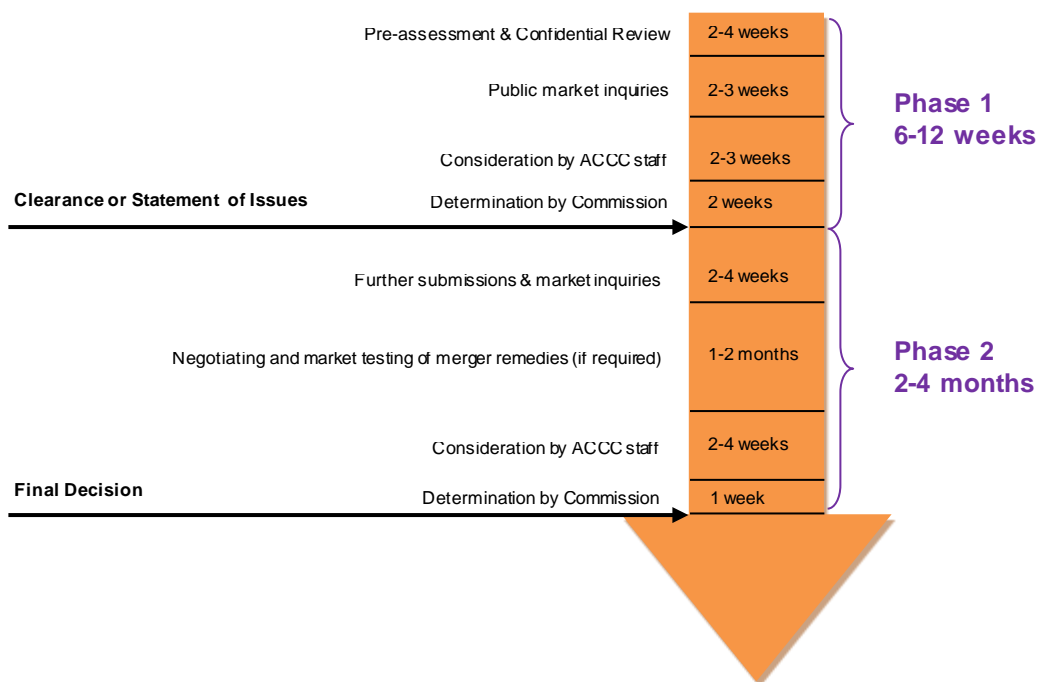 Pre-assessment & Confidential Review 2-4 weeks
Public market inquiries 2-3 weeks
Phase 1
6-12 weeks
Consideration by ACCC staff 2-3 weeks
Clearance or Statement of Issues Determination by Commission 2 weeks
Further submissions & market inquiries 2-4 weeks
Negotiating and market testing of merger remedies (if required) 1-2 months
Phase 2
2-4 months
Consideration by ACCC staff 2-4 weeks
Final Decision Determination by Commission 1 week